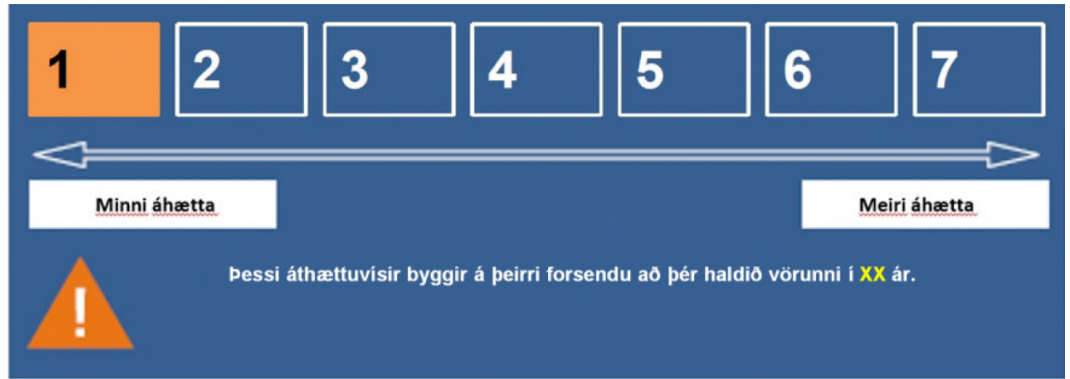 1 2 3 4 5 6 7
Minni áhætta Meiri áhætta
Þessi áthættuvísir byggir á þeirri forsendu að þér haldið vörunni í XX ár.
!